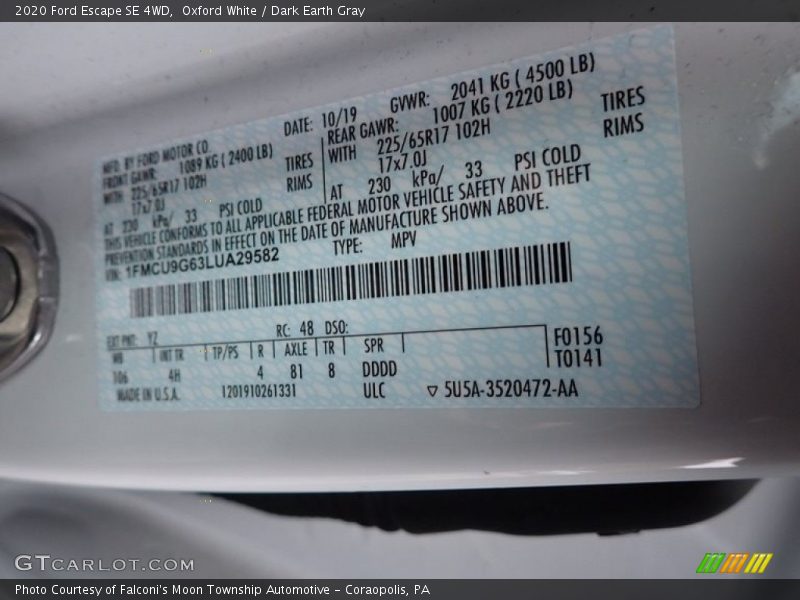 2020 Ford Escape SE 4WD, Oxford White / Dark Earth Gray
MFD. BY FORD MOTOR CO.
DATE: 10/19 GVWR: 2041 KG ( 4500 LB)
FRONT GAWR: 1089 KG ( 2400 LB)
REAR GAWR: 1007 KG ( 2220 LB)
WITH 225/65R17 102H TIRES
WITH 225/65R17 102H TIRES
17x7.0J RIMS
17x7.0J RIMS
AT 230 kPa/ 33 PSI COLD
AT 230 kPa/ 33 PSI COLD
THIS VEHICLE CONFORMS TO ALL APPLICABLE FEDERAL MOTOR VEHICLE SAFETY AND THEFT
PREVENTION STANDARDS IN EFFECT ON THE DATE OF MANUFACTURE SHOWN ABOVE.
VIN: 1FMCU9G63LUA29582 TYPE: MPV
EXT PNT: YZ RC: 48 DSO:
WB INT TR TP/PS R AXLE TR SPR
106 4H 4 81 8 DDDD
F0156
T0141
MADE IN U.S.A. 1201910261331 ULC ▽ 5U5A-3520472-AA
GTCARLOT.COM
Photo Courtesy of Falconi's Moon Township Automotive – Coraopolis, PA